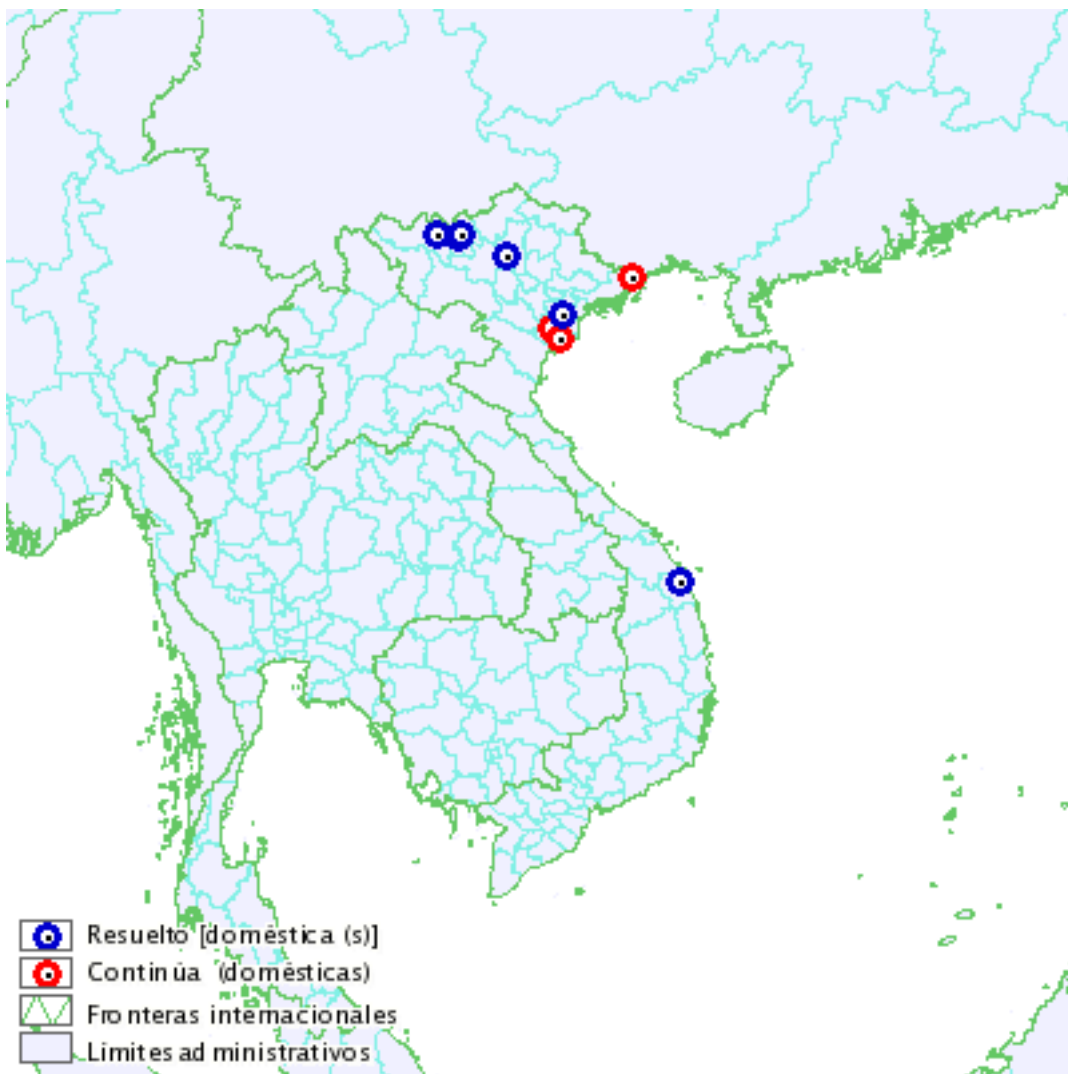 Resuelto [doméstica (s)]
Continúa (domésticas)
Fronteras internacionales
Límites administrativos